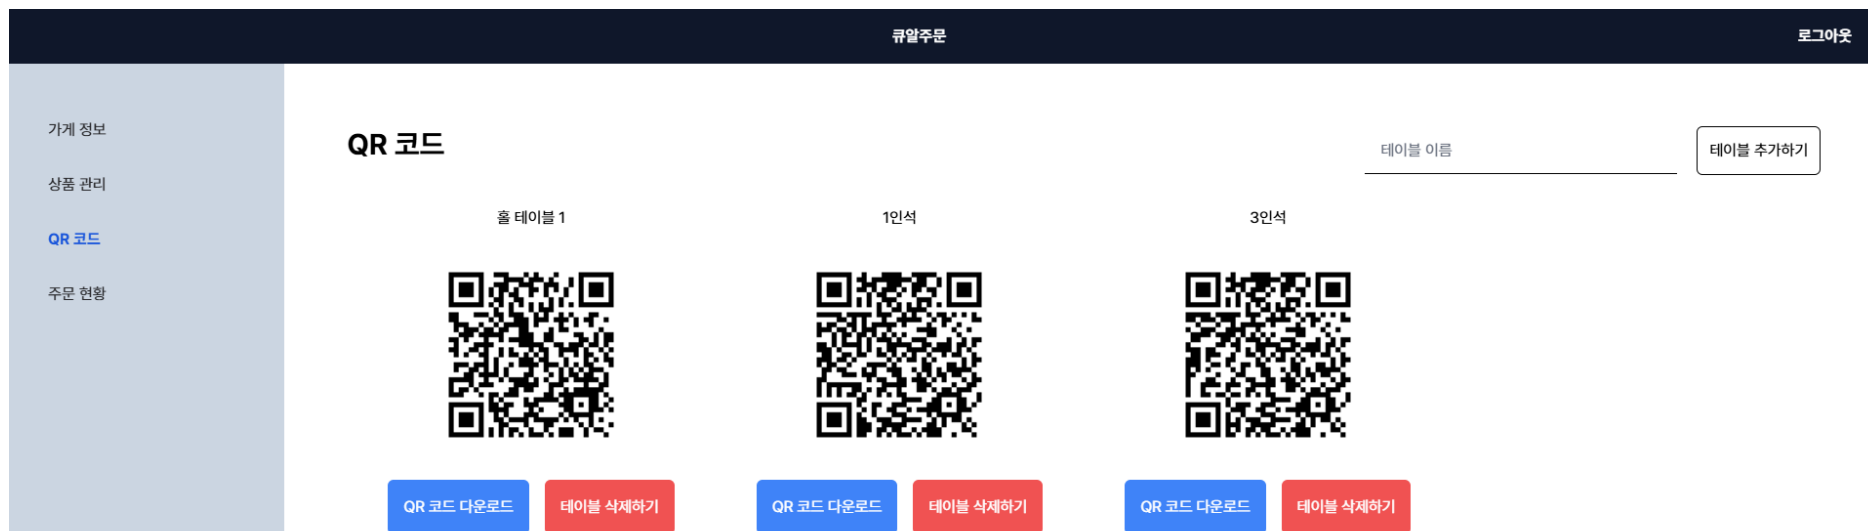 큐알주문
로그아웃
가게 정보
상품 관리
QR 코드
주문 현황
QR 코드
테이블 이름
테이블 추가하기
홀 테이블 1
1인석
3인석
QR 코드 다운로드
테이블 삭제하기
QR 코드 다운로드
테이블 삭제하기
QR 코드 다운로드
테이블 삭제하기